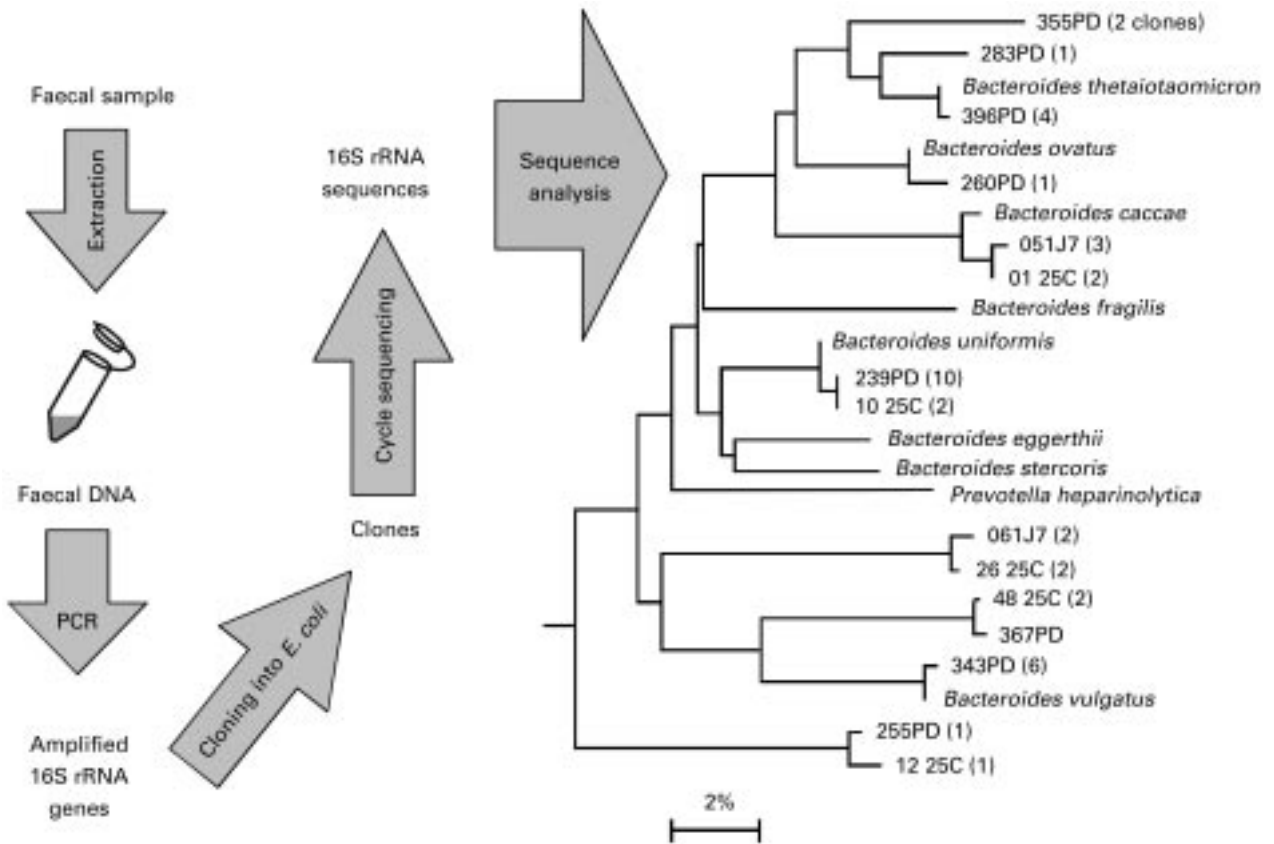 Faecal sample
Extraction
Faecal DNA
PCR
Amplified
16S rRNA
genes
Cloning into E. coli
Clones
Cycle sequencing
16S rRNA
sequences
Sequence
analysis
355PD (2 clones)
283PD (1)
Bacteroides thetaiotaomicron
396PD (4)
Bacteroides ovatus
260PD (1)
Bacteroides caccae
051J7 (3)
01 25C (2)
Bacteroides fragilis
Bacteroides uniformis
239PD (10)
10 25C (2)
Bacteroides eggerthii
Bacteroides stercoris
Prevotella heparinolytica
061J7 (2)
26 25C (2)
48 25C (2)
367PD
343PD (6)
Bacteroides vulgatus
255PD (1)
12 25C (1)
2%